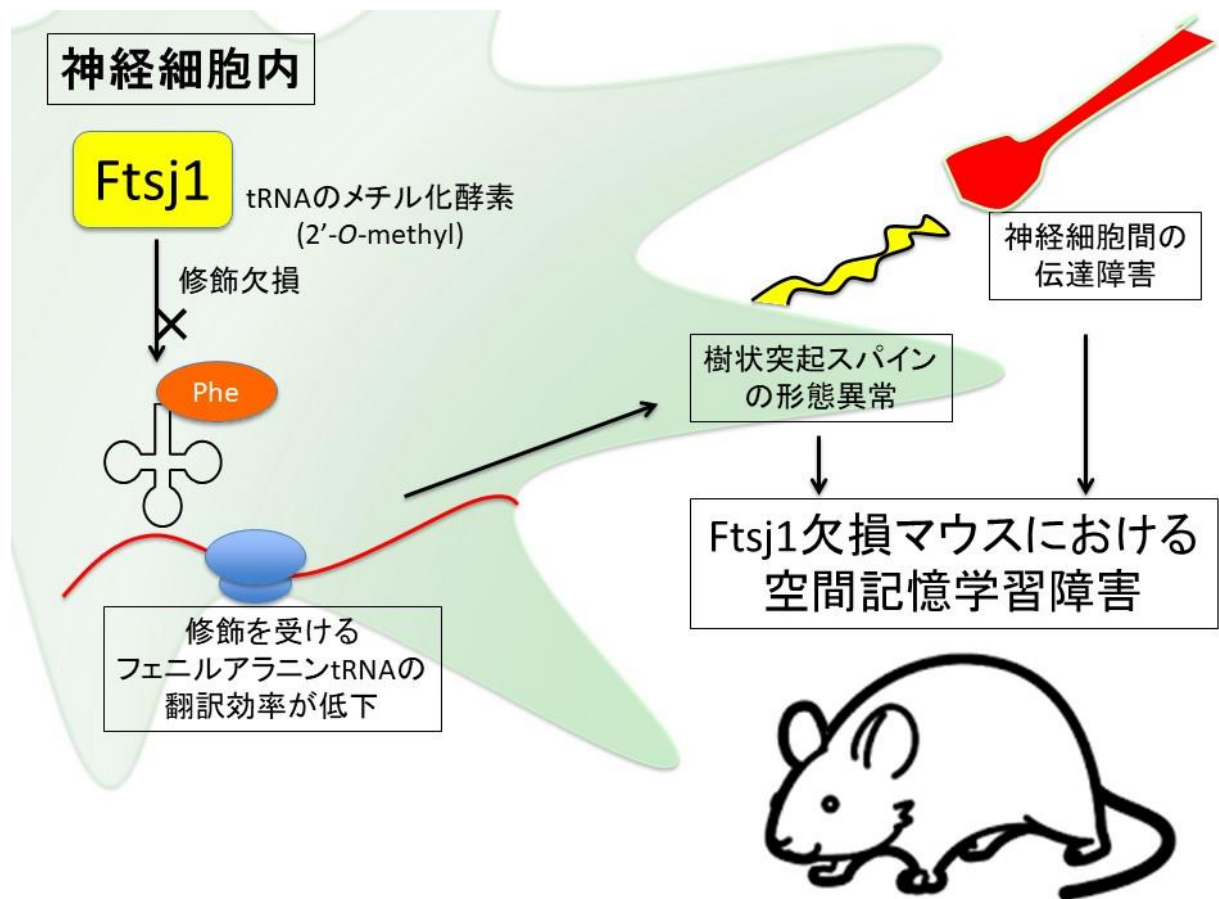 神経細胞内
Ftsj1
tRNAのメチル化酵素
(2'-O-methyl)
修飾欠損
Phe
修飾を受ける
フェニルアラニンtRNAの
翻訳効率が低下
神経細胞間の
伝達障害
樹状突起スパイン
の形態異常
Ftsj1欠損マウスにおける
空間記憶学習障害